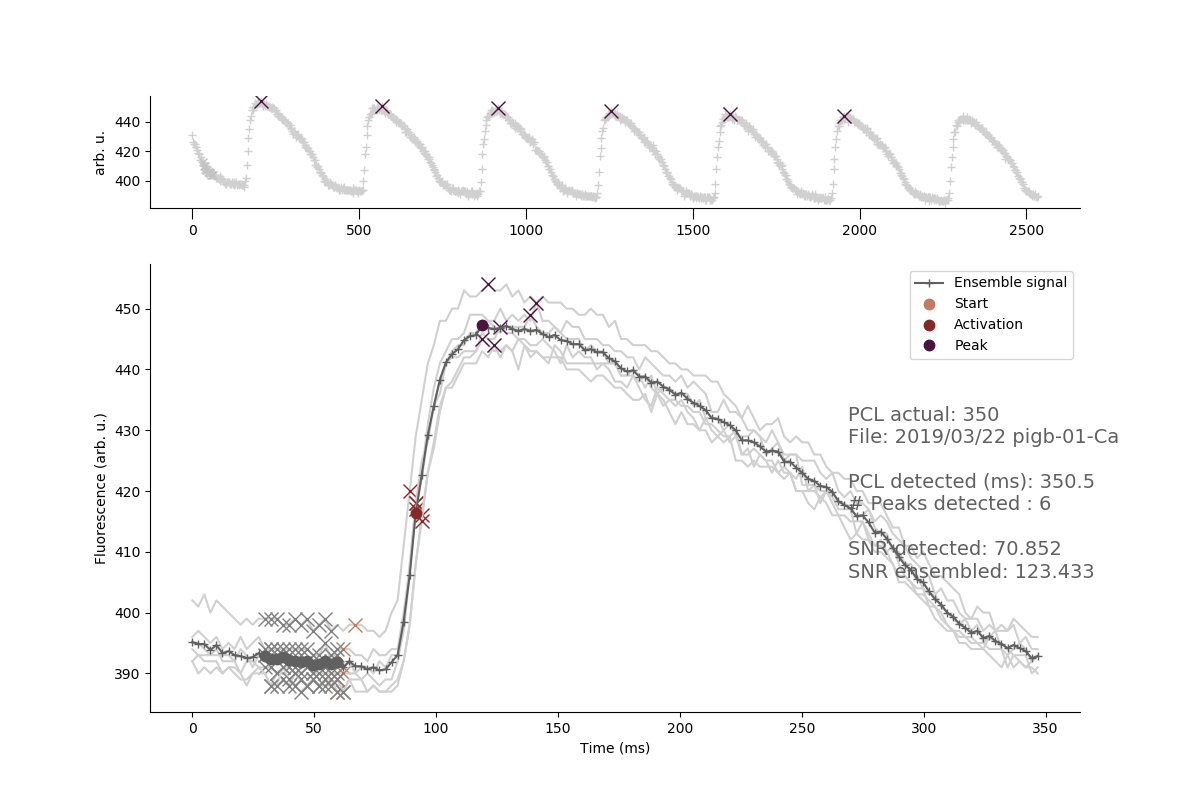 440
420
400
arb. u.
0
500
1000
1500
2000
2500
450
440
430
420
410
400
390
Fluorescence (arb. u.)
Ensemble signal
Start
Activation
Peak
PCL actual: 350
File: 2019/03/22 pigb-01-Ca
PCL detected (ms): 350.5
# Peaks detected : 6
SNR detected: 70.852
SNR ensembled: 123.433
0
50
100
150
200
250
300
350
Time (ms)